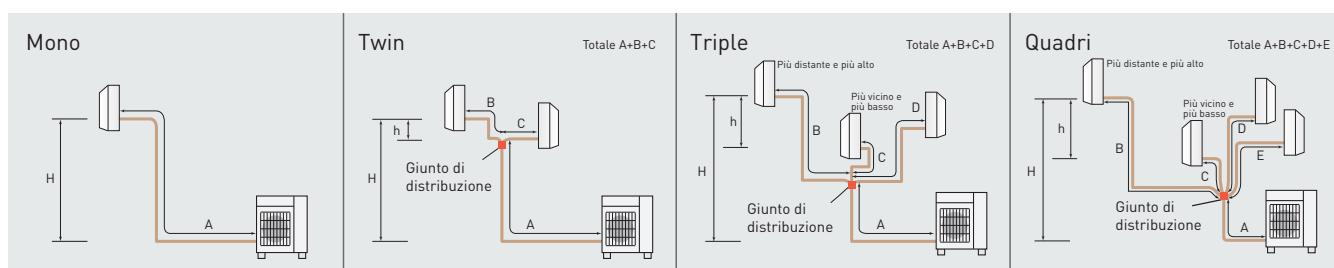 Mono
H
A
Twin
Totale A+B+C
B
C
h
H
Giunto di
distribuzione
A
Triple
Totale A+B+C+D
Più distante e più alto
Più vicino e
più basso
D
h
B
C
H
Giunto di
distribuzione
A
Quadri
Totale A+B+C+D+E
Più distante e più alto
Più vicino e
più basso
h
D
B
E
C
H
Giunto di
distribuzione
A